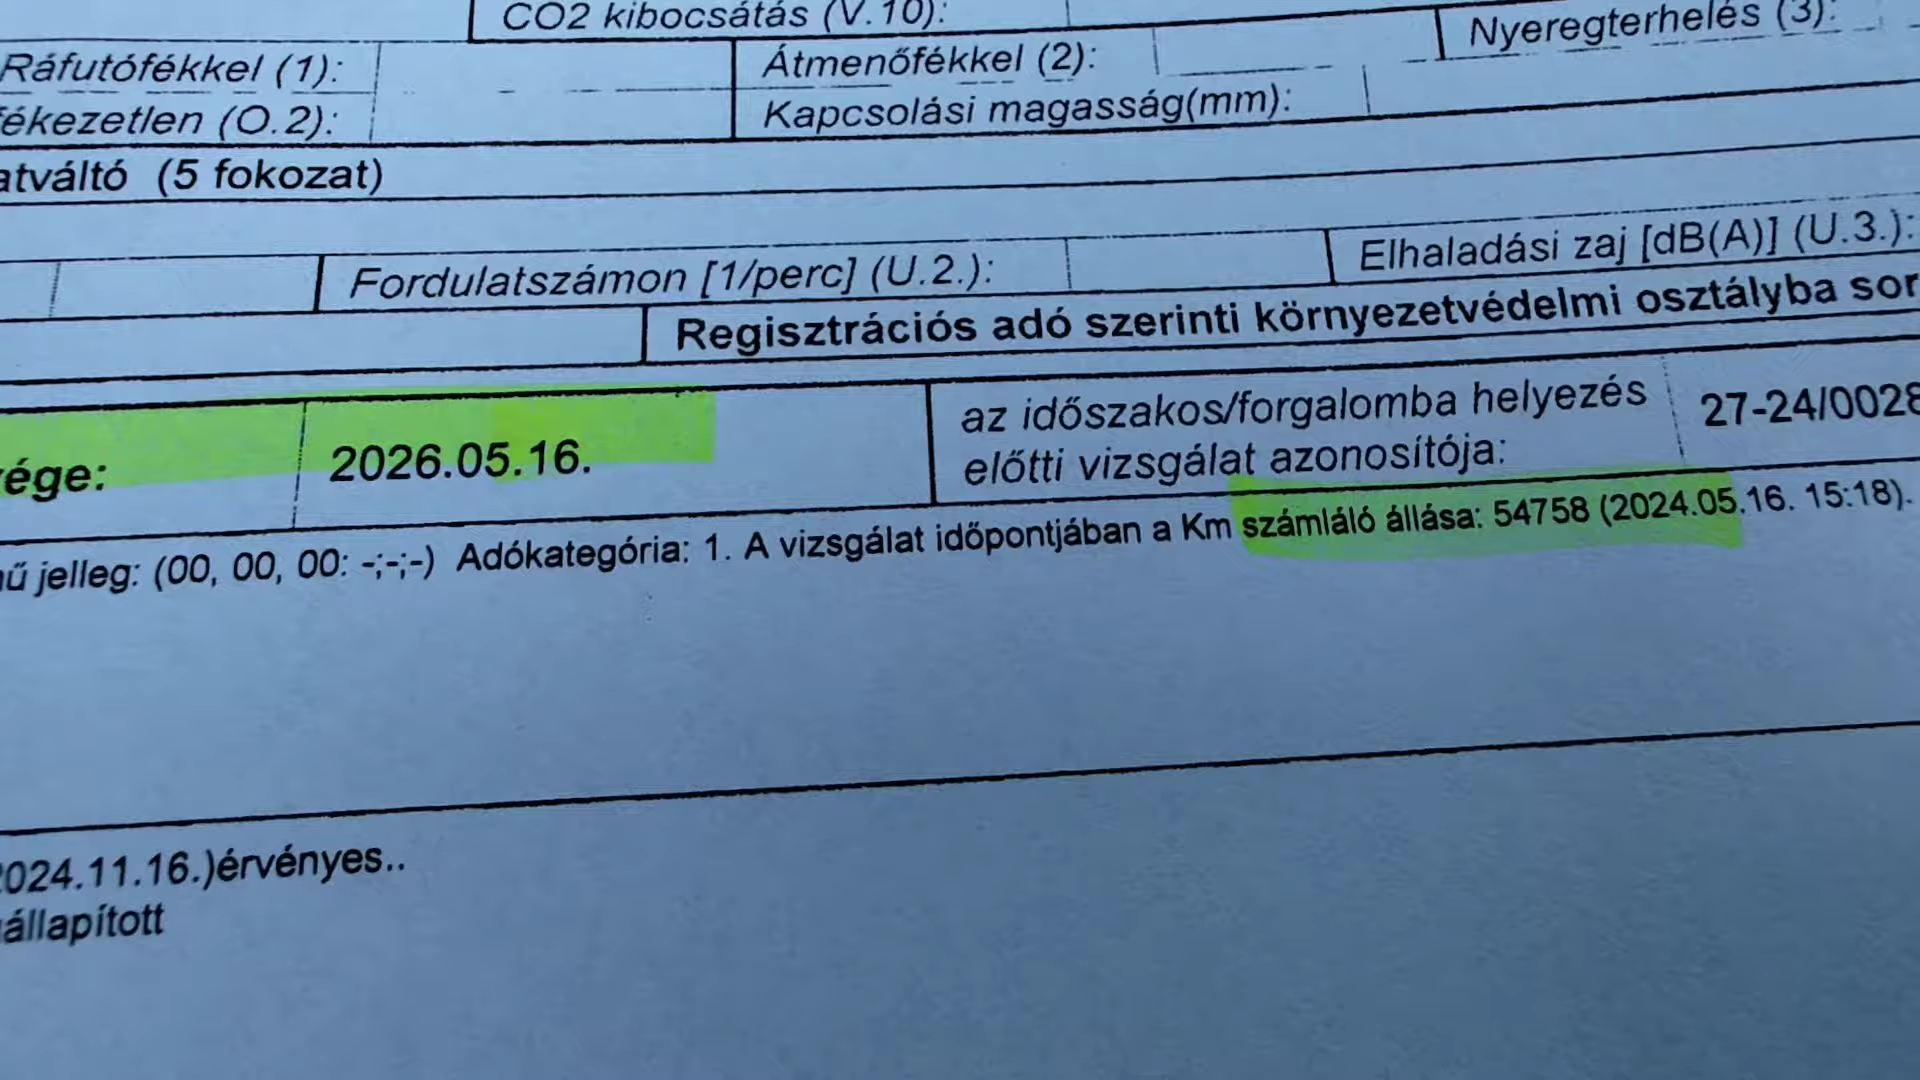 CO2 kibocsátás (V.10):
Nyeregterhelés (3):
Ráfutófékkel (1):
Átmenőfékkel (2):
ékezetlen (O.2):
Kapcsolási magasság(mm):
atváltó (5 fokozat)
Fordulatszámon [1/perc] (U.2.):
Elhaladási zaj [dB(A)] (U.3.):
Regisztrációs adó szerinti környezetvédelmi osztályba sor
ége:
2026.05.16.
az időszakos/forgalomba helyezés
előtti vizsgálat azonosítója:
27-24/0028
ű jelleg: (00, 00, 00: -;-;-) Adókategória: 1. A vizsgálat időpontjában a Km számláló állása: 54758 (2024.05.16. 15:18).
024.11.16.)érvényes..
állapított